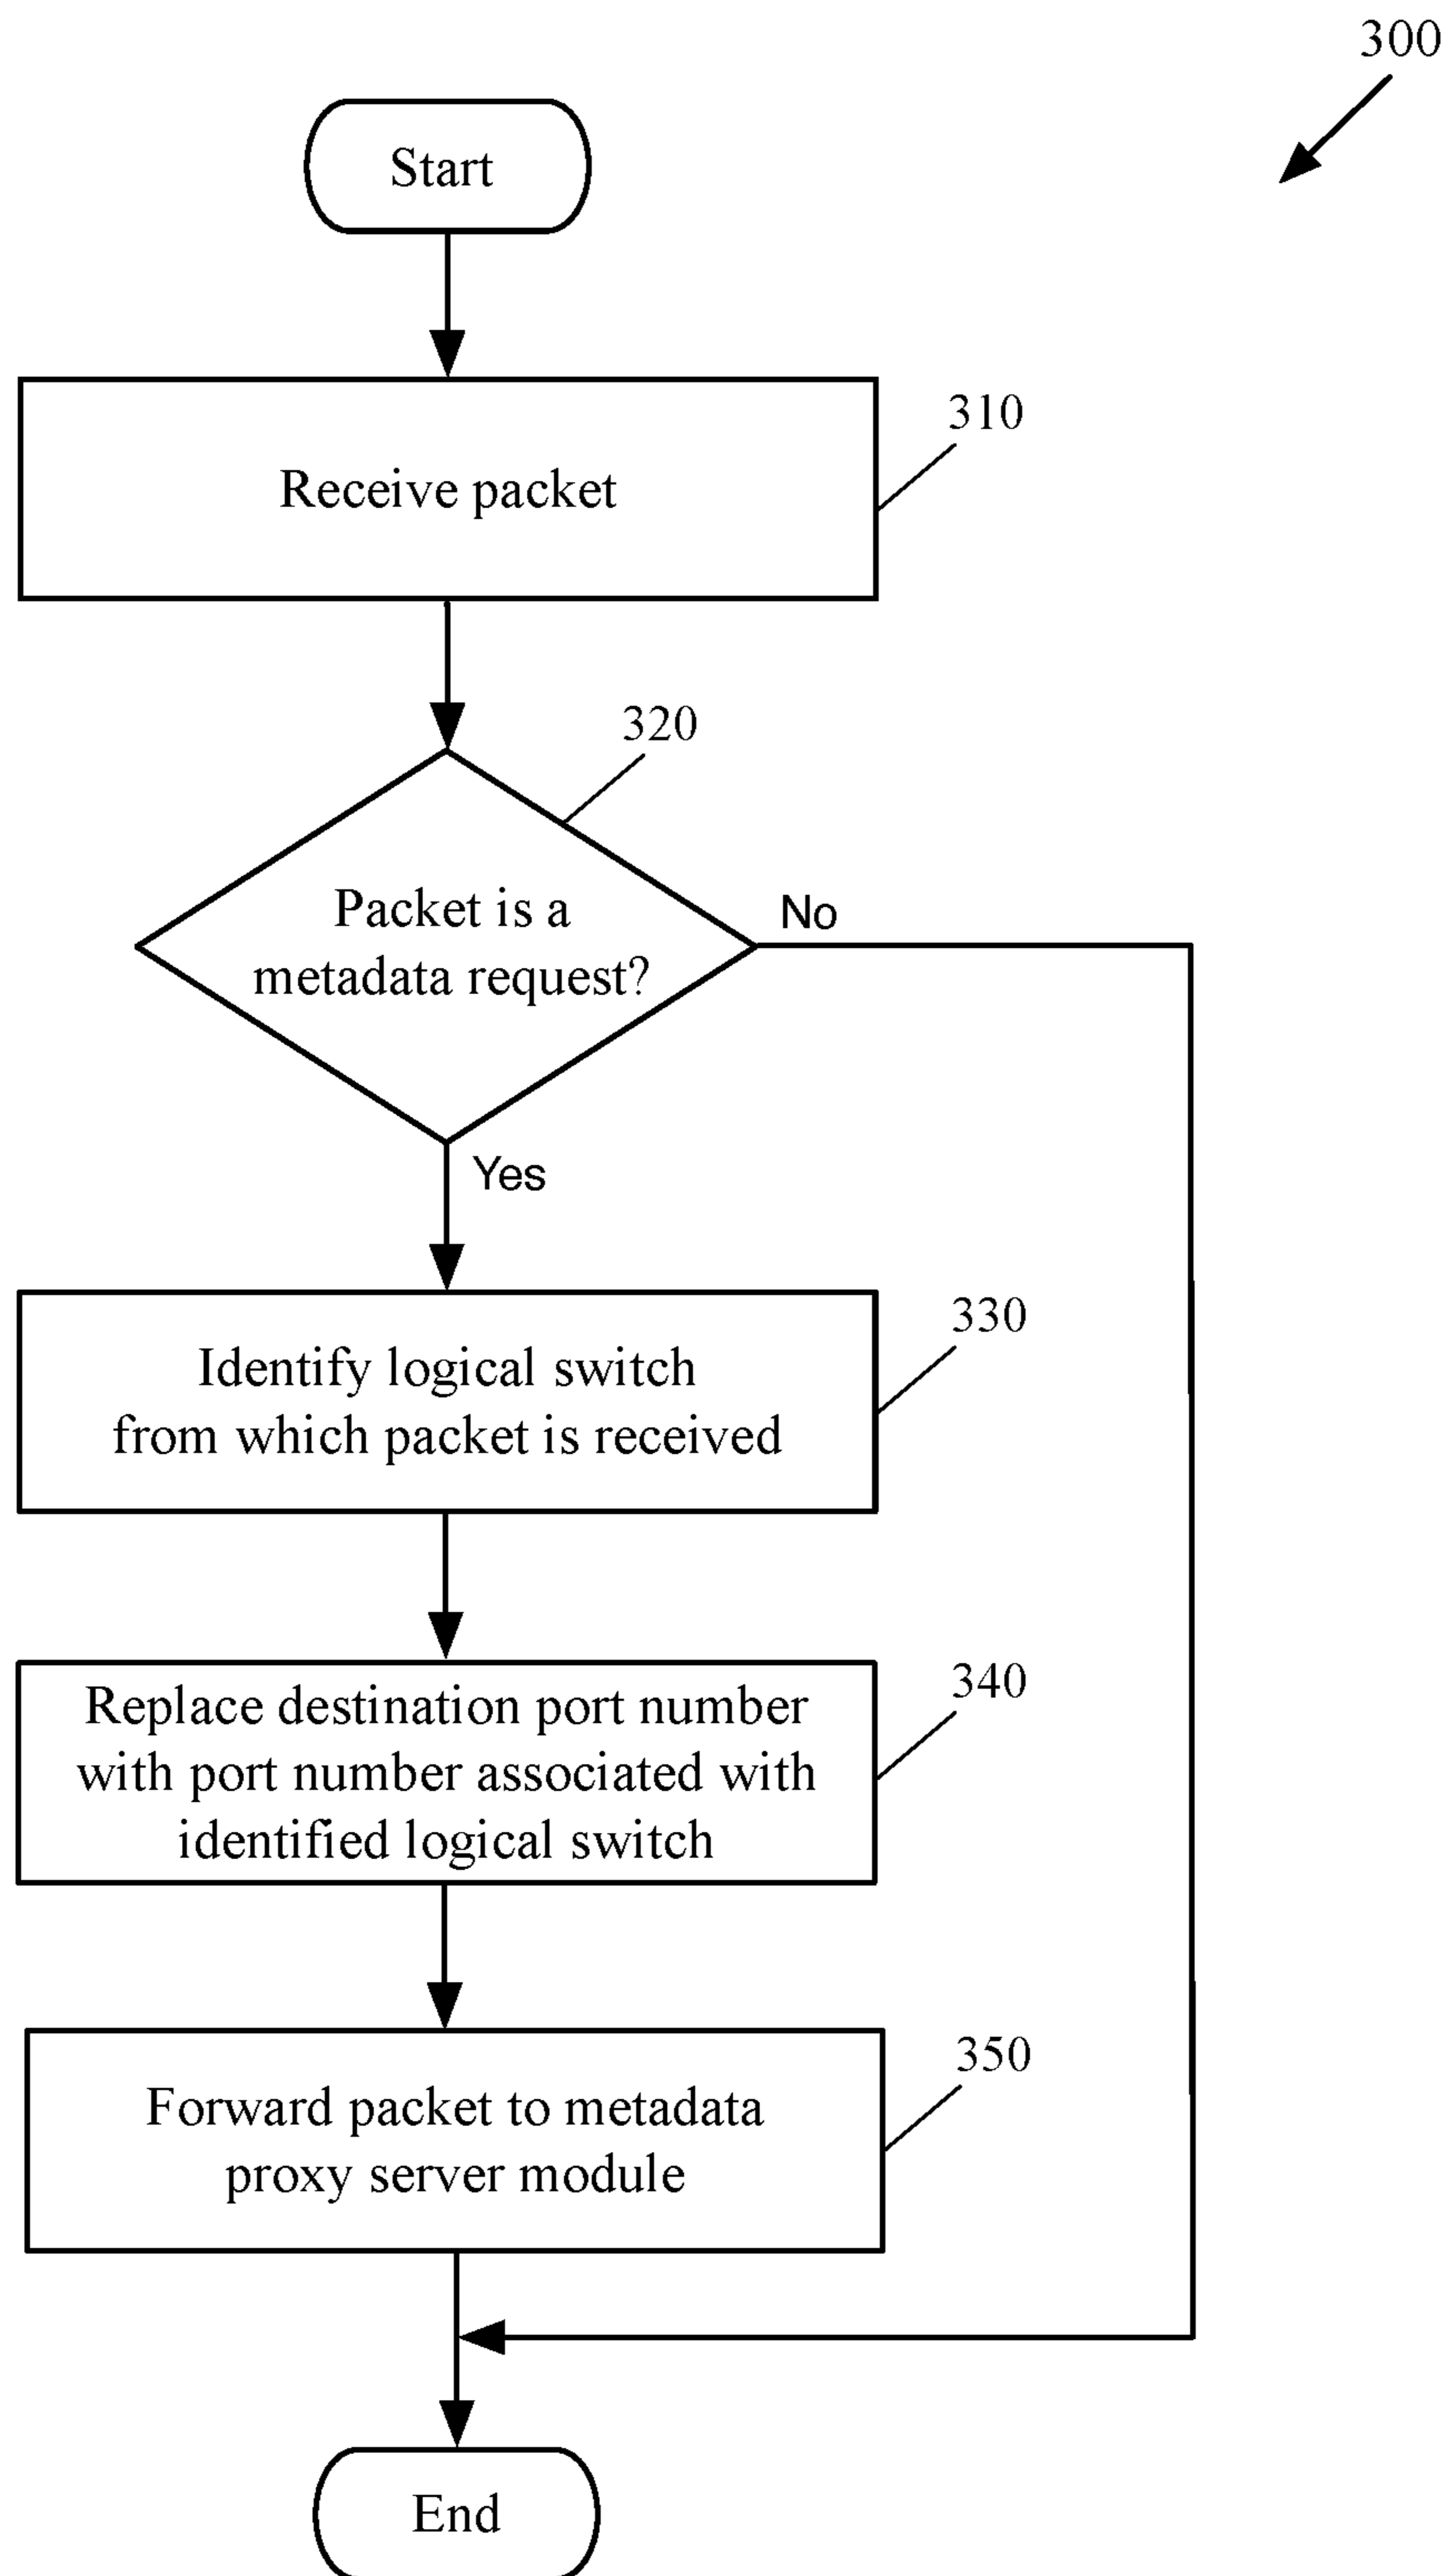 300
Start
310
Receive packet
320
Packet is a
metadata request?
No
Yes
330
Identify logical switch
from which packet is received
340
Replace destination port number
with port number associated with
identified logical switch
350
Forward packet to metadata
proxy server module
End